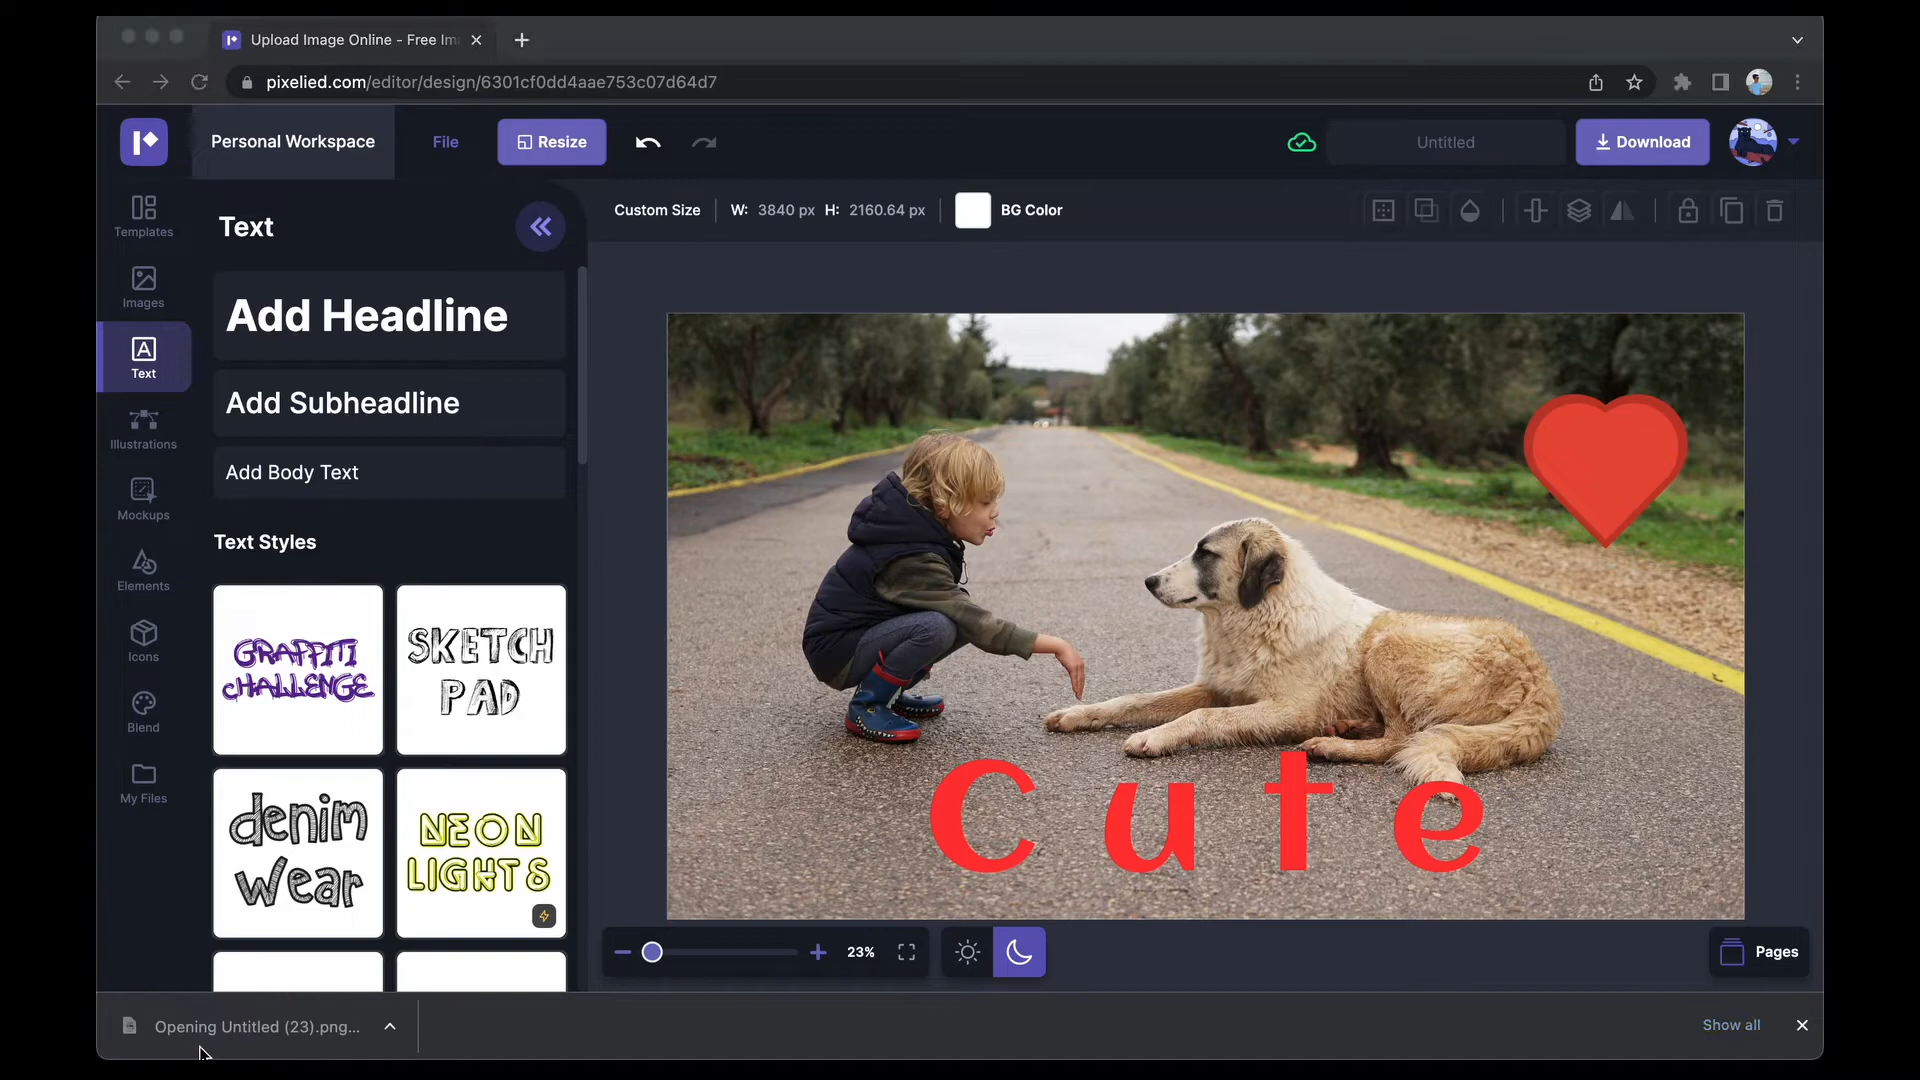 Upload Image Online - Free Im
pixelied.com/editor/design/6301cf0dd4aae753c07d64d7
Personal Workspace
File
Resize
Untitled
Download
Templates
Images
Text
Illustrations
Mockups
Elements
Icons
Blend
My Files
Text
Add Headline
Add Subheadline
Add Body Text
Text Styles
GRAFFITI
CHALLENGE
SKETCH
PAD
denim
wear
NEON
LIGHTS
Custom Size
W: 3840 px H: 2160.64 px
BG Color
Cute
23%
Pages
Opening Untitled (23).png...
Show all